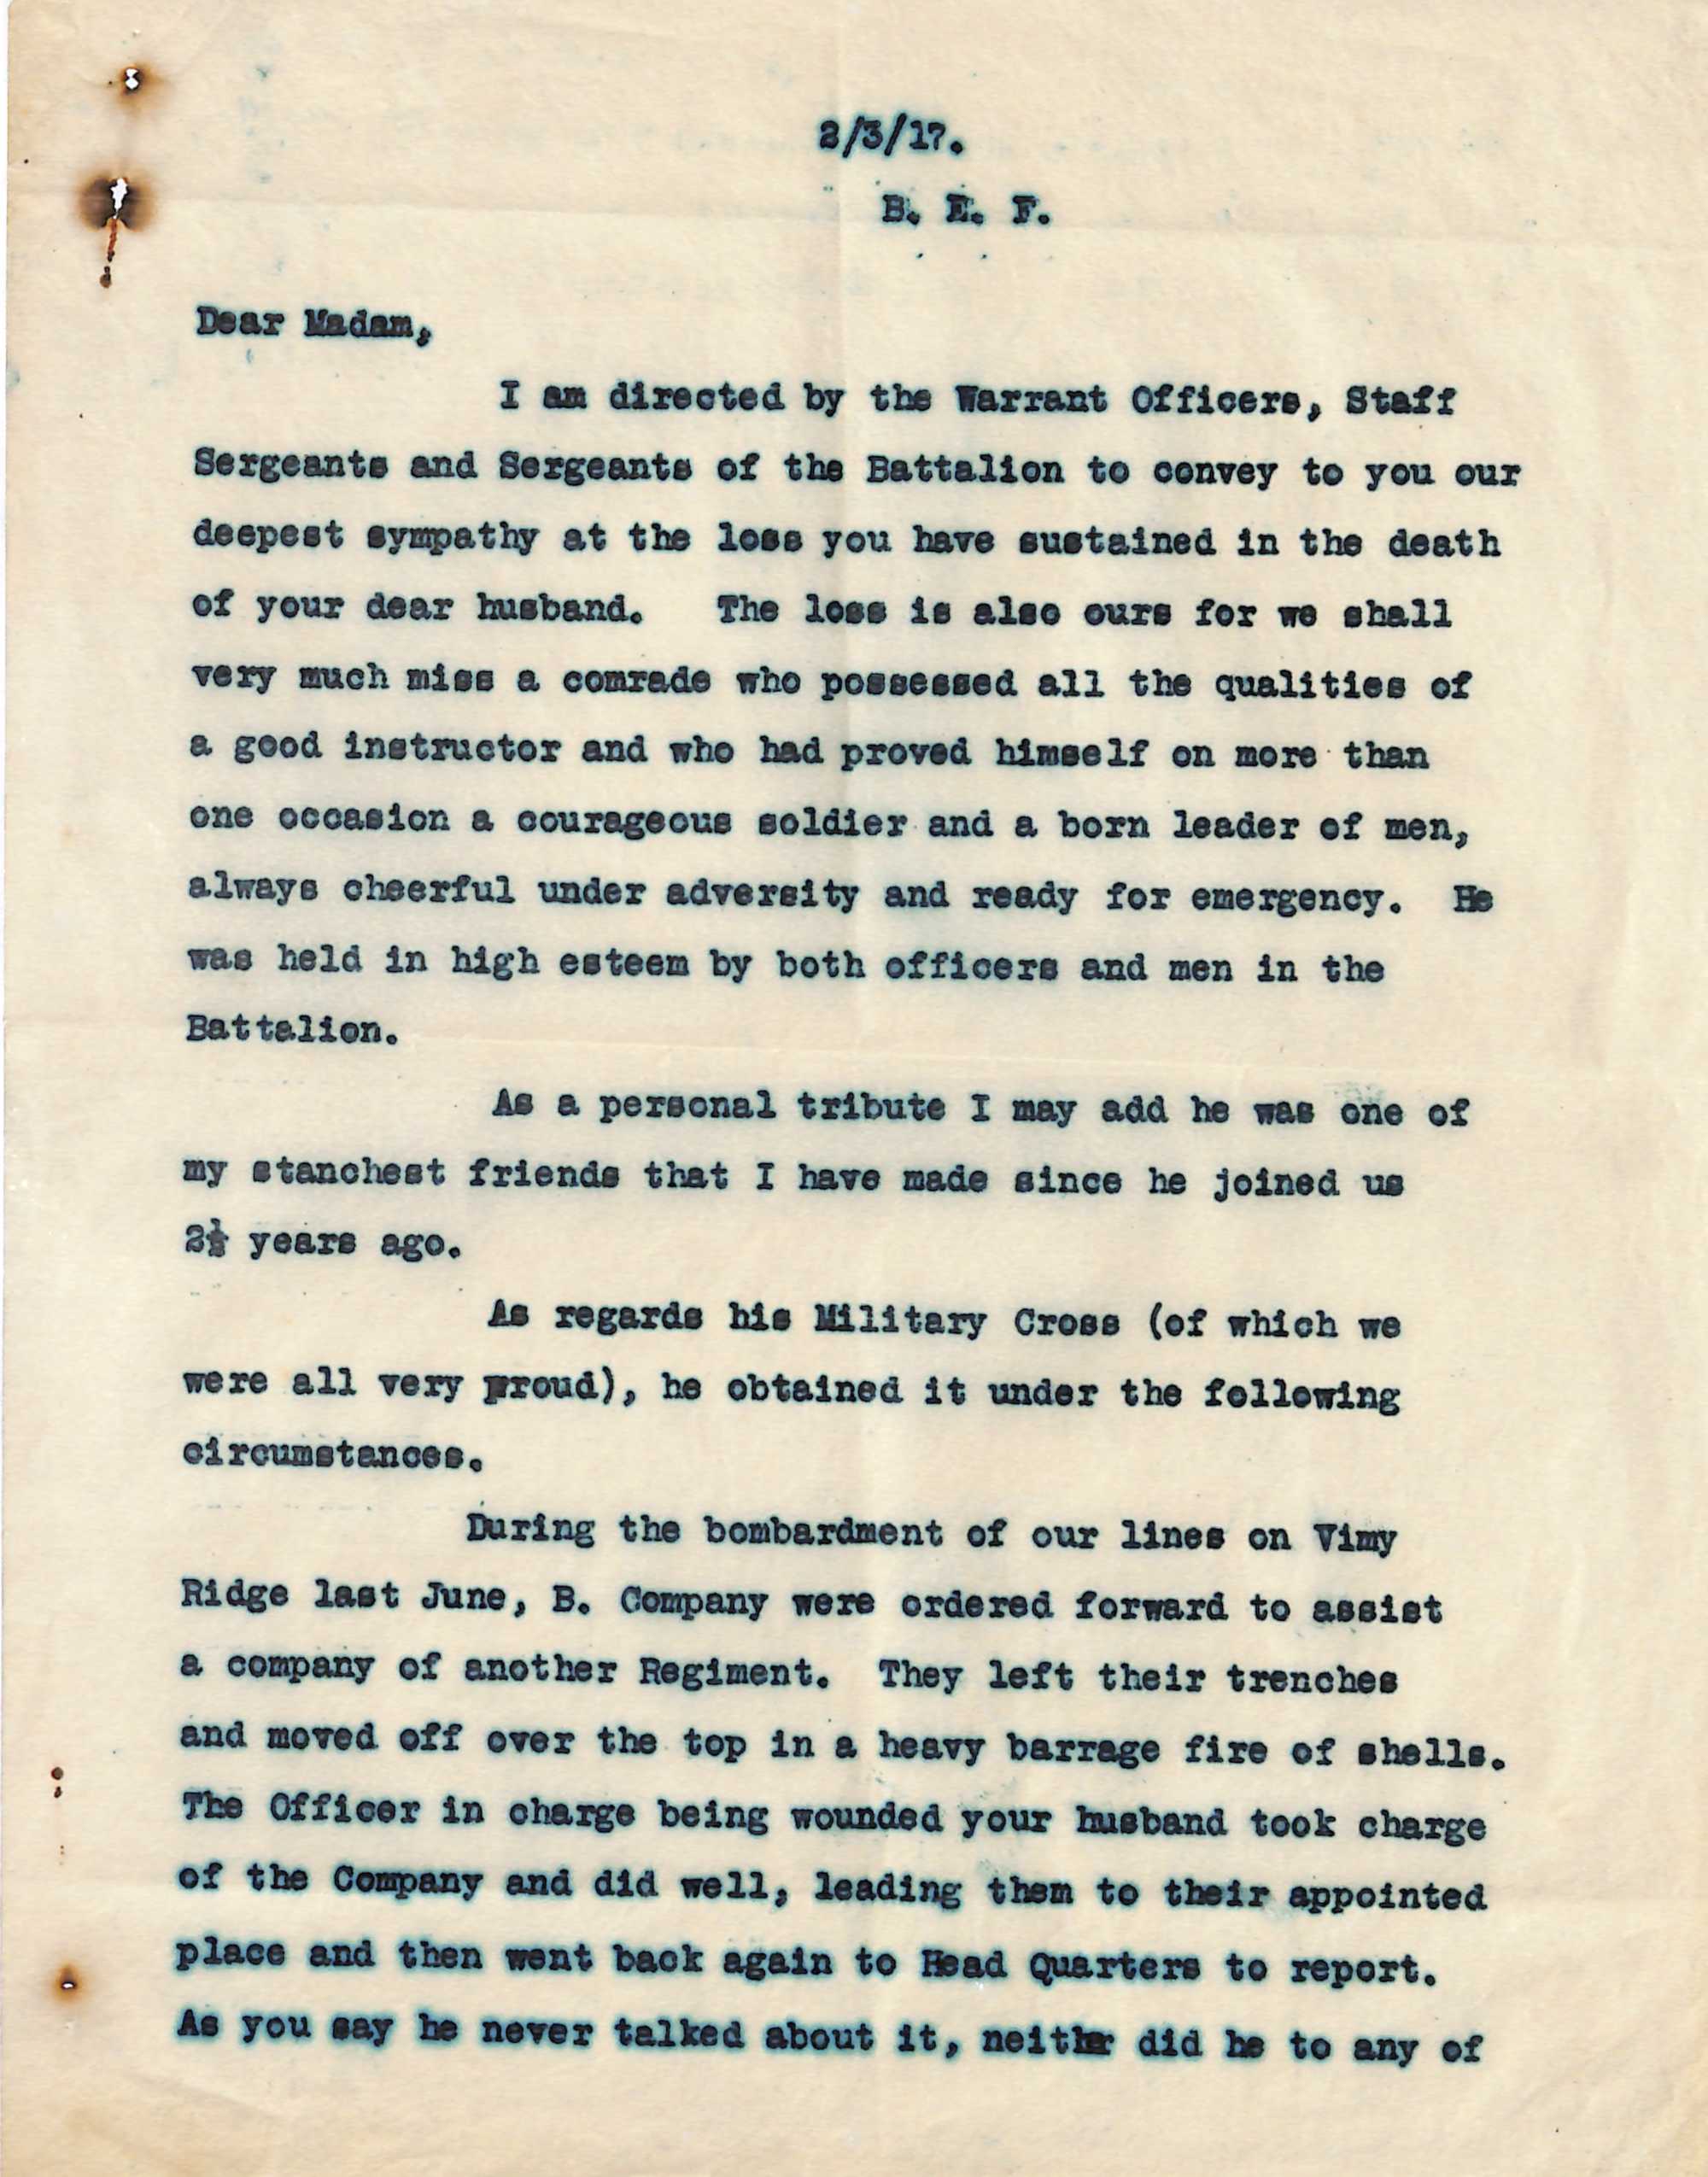 2/3/17.
B. E. F.
Dear Madam,
I am directed by the Warrant Officers, Staff
Sergeants and Sergeants of the Battalion to convey to you our
deepest sympathy at the loss you have sustained in the death
of your dear husband. The loss is also ours for we shall
very much miss a comrade who possessed all the qualities of
a good instructor and who had proved himself on more than
one occasion a courageous soldier and a born leader of men,
always cheerful under adversity and ready for emergency. He
was held in high esteem by both officers and men in the
Battalion.
As a personal tribute I may add he was one of
my stanchest friends that I have made since he joined us
2½ years ago.
As regards his Military Cross (of which we
were all very proud), he obtained it under the following
circumstances.
During the bombardment of our lines on Vimy
Ridge last June, B. Company were ordered forward to assist
a company of another Regiment. They left their trenches
and moved off over the top in a heavy barrage fire of shells.
The Officer in charge being wounded your husband took charge
of the Company and did well, leading them to their appointed
place and then went back again to Head Quarters to report.
As you say he never talked about it, neither did he to any of